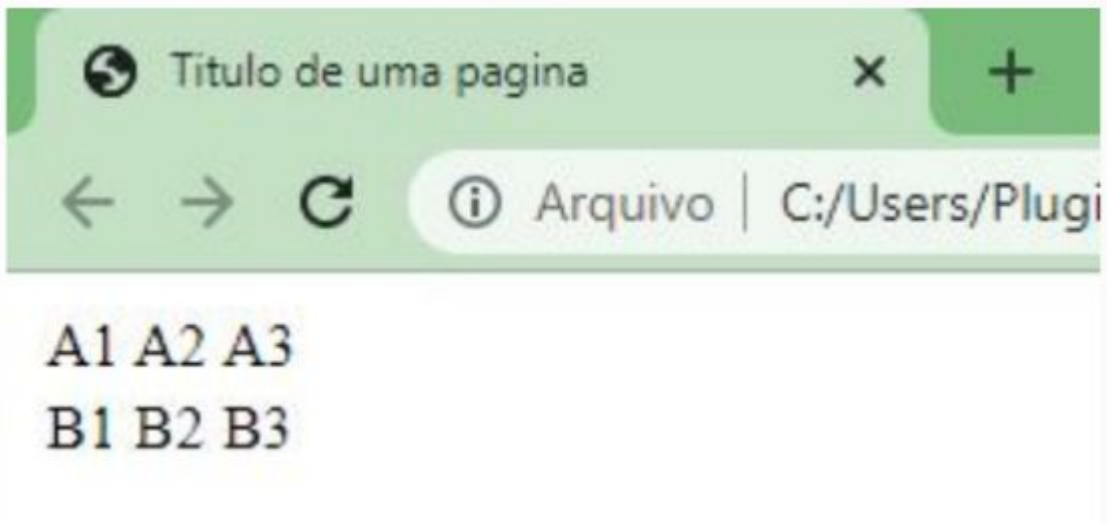 Titulo de uma pagina
Arquivo | C:/Users/Plugi
A1 A2 A3
B1 B2 B3